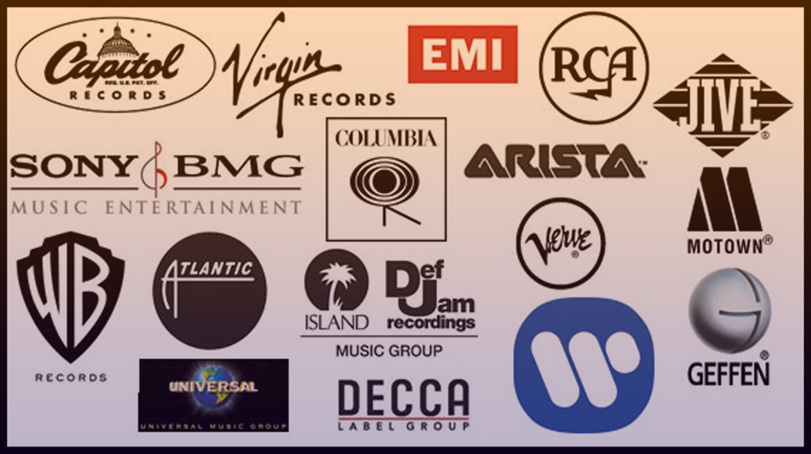 Capitol
REG. U.S. PAT. OFF.
RECORDS
Virgin
RECORDS
EMI
RCA
JIVE
®
SONY BMG
MUSIC ENTERTAINMENT
COLUMBIA
ARISTA™
MOTOWN®
WB
RECORDS
ATLANTIC
ISLAND
Def
Jam
recordings
MUSIC GROUP
Verve
®
GEFFEN
®
UNIVERSAL
UNIVERSAL MUSIC GROUP
DECCA
LABEL GROUP